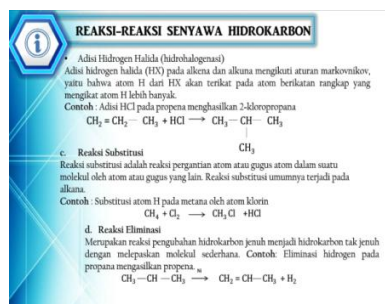 REAKSI-REAKSI SENYAWA HIDROKARBON
• Adisi Hidrogen Halida (hidrohalogenasi)
Adisi hidrogen halida (HX) pada alkena dan alkuna mengikuti aturan markovnikov,
yaitu bahwa atom H dari HX akan terikat pada atom berikatan rangkap yang
mengikat atom H lebih banyak.
Contoh : Adisi HCl pada propena menghasilkan 2-kloropropana
CH₂ = CH₂ — CH₃ + HCl ⟶ CH₃ — CH — CH₃
|
CH₃
c. Reaksi Substitusi
Reaksi substitusi adalah reaksi pergantian atom atau gugus atom dalam suatu
molekul oleh atom atau gugus yang lain. Reaksi substitusi umumnya terjadi pada
alkana.
Contoh : Substitusi atom H pada metana oleh atom klorin
CH₄ + Cl₂ ⟶ CH₃Cl +HCl
d. Reaksi Eliminasi
Merupakan reaksi pengubahan hidrokarbon jenuh menjadi hidrokarbon tak jenuh
dengan melepaskan molekul sederhana. Contoh: Eliminasi hidrogen pada
propana mengasilkan propena.
CH₃ — CH — CH₃ ⟶ CH₂ = CH — CH₃ + H₂